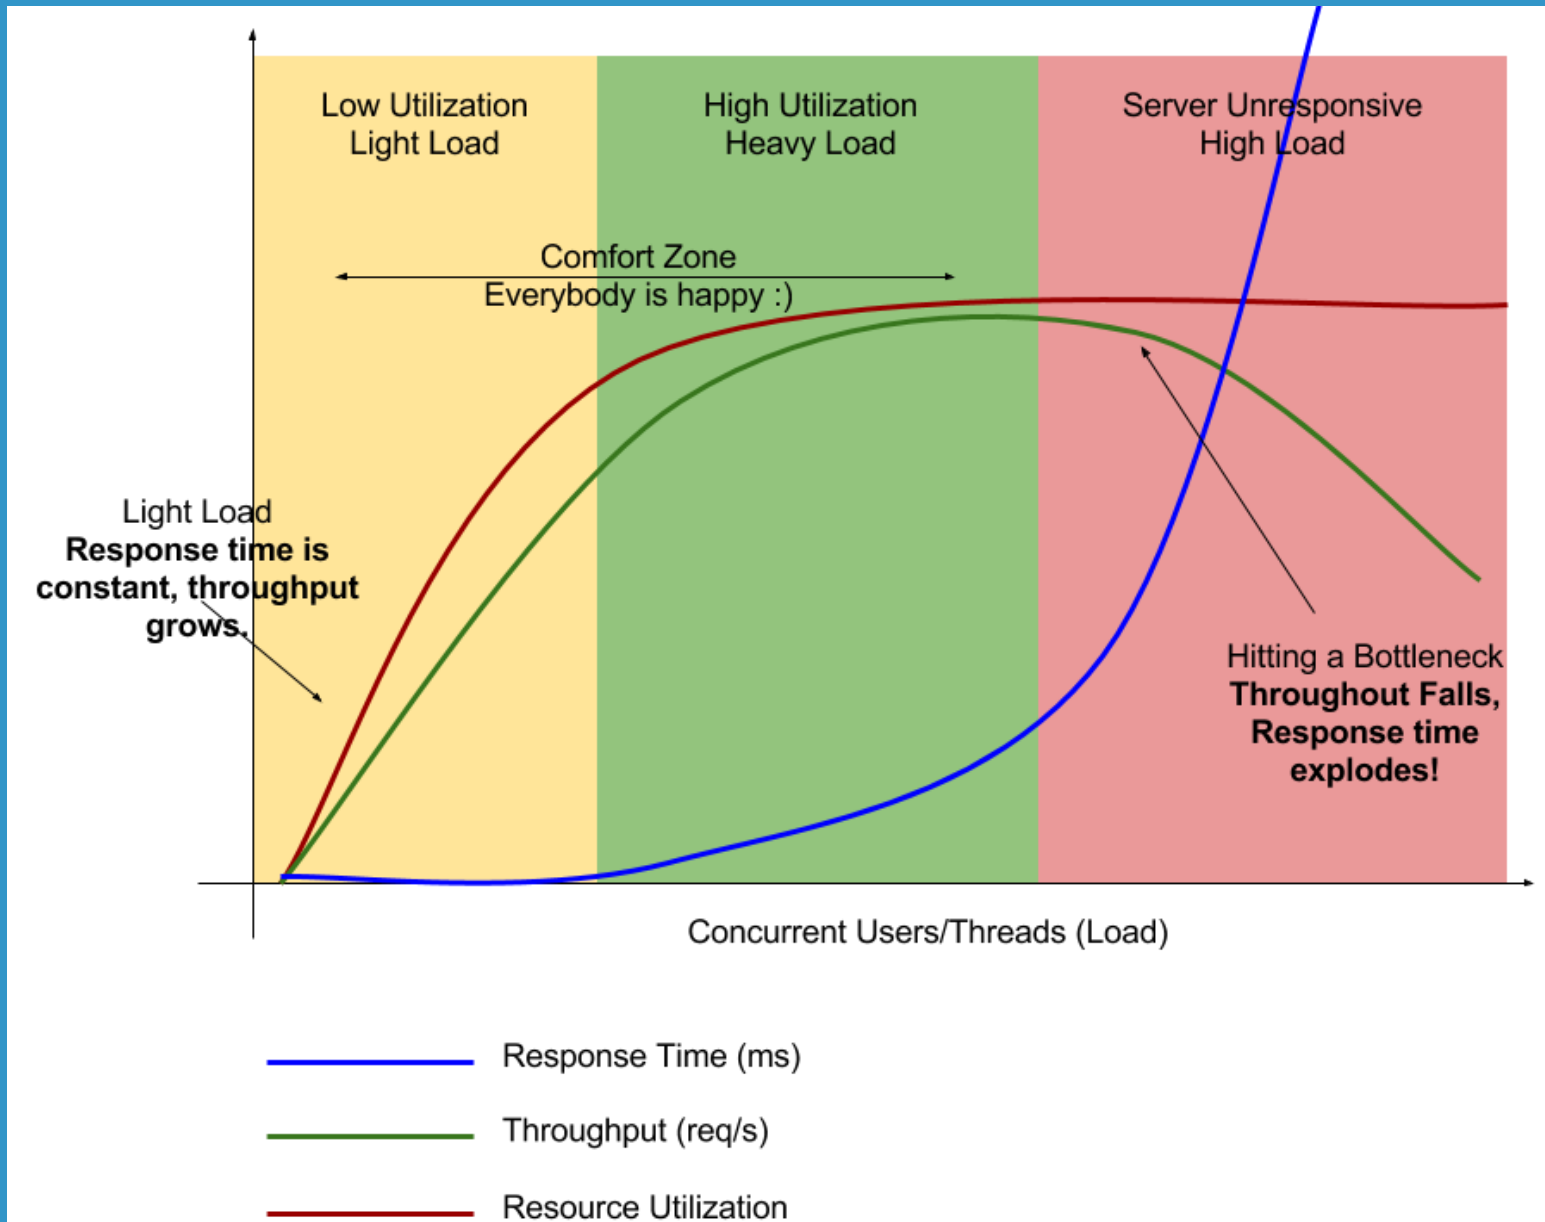 Low Utilization
Light Load
High Utilization
Heavy Load
Server Unresponsive
High Load
Comfort Zone
Everybody is happy :)
Light Load
Response time is
constant, throughput
grows.
Hitting a Bottleneck
Throughout Falls,
Response time
explodes!
Concurrent Users/Threads (Load)
Response Time (ms)
Throughput (req/s)
Resource Utilization